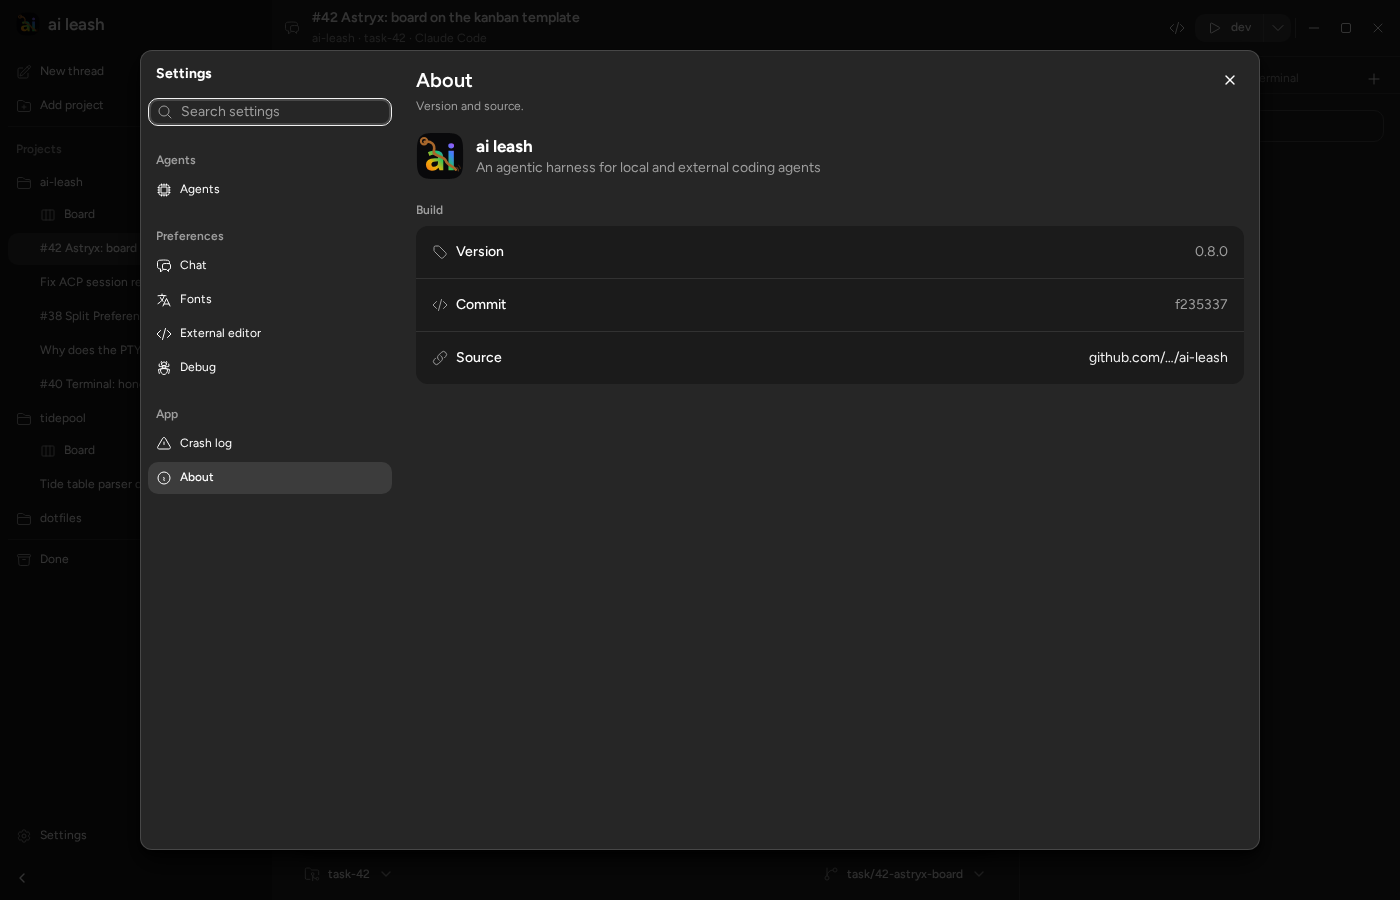 ai leash
#42 Astryx: board on the kanban template
ai-leash · task-42 · Claude Code
dev
New thread
Add project
Projects
ai-leash
Board
#42 Astryx: board
Fix ACP session re
#38 Split Preferen
Why does the PTY
#40 Terminal: hon
tidepool
Board
Tide table parser
dotfiles
Done
Settings
erminal
Settings
Search settings
Agents
Agents
Preferences
Chat
Fonts
External editor
Debug
App
Crash log
About
About
Version and source.
ai
ai leash
An agentic harness for local and external coding agents
Build
Version 0.8.0
Commit f235337
Source github.com/.../ai-leash
task-42
task/42-astryx-board